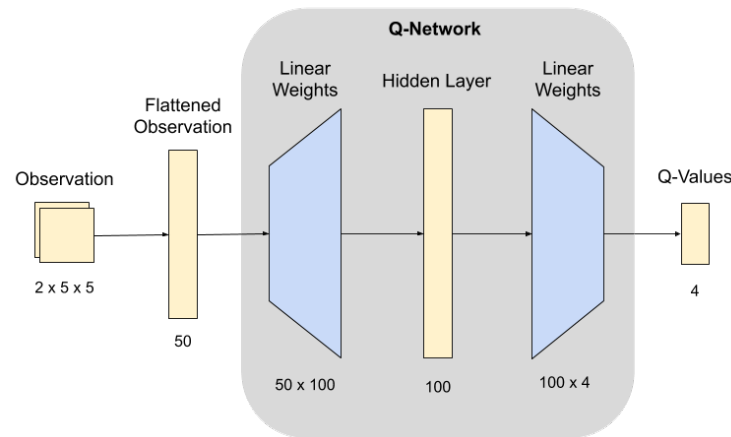 Q-Network
Linear
Weights
Hidden Layer
Linear
Weights
Flattened
Observation
Observation
Q-Values
2 x 5 x 5
50
50 x 100
100
100 x 4
4